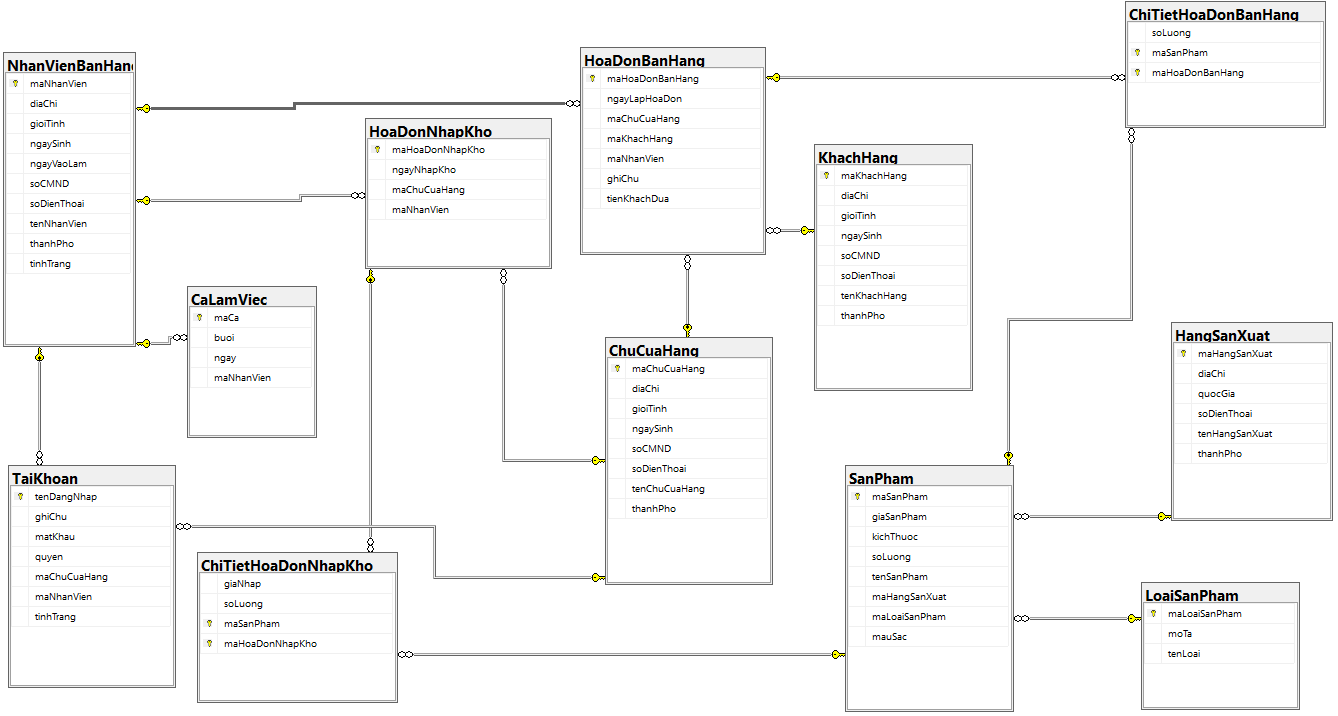 NhanVienBanHan
maNhanVien
diaChi
gioiTinh
ngaySinh
ngayVaoLam
soCMND
soDienThoai
tenNhanVien
thanhPho
tinhTrang
HoaDonNhapKho
maHoaDonNhapKho
ngayNhapKho
maChuCuaHang
maNhanVien
HoaDonBanHang
maHoaDonBanHang
ngayLapHoaDon
maChuCuaHang
maKhachHang
maNhanVien
ghiChu
tienKhachDua
ChiTietHoaDonBanHang
soLuong
maSanPham
maHoaDonBanHang
KhachHang
maKhachHang
diaChi
gioiTinh
ngaySinh
soCMND
soDienThoai
tenKhachHang
thanhPho
CaLamViec
maCa
buoi
ngay
maNhanVien
ChuCuaHang
maChuCuaHang
diaChi
gioiTinh
ngaySinh
soCMND
soDienThoai
tenChuCuaHang
thanhPho
HangSanXuat
maHangSanXuat
diaChi
quocGia
soDienThoai
tenHangSanXuat
thanhPho
TaiKhoan
tenDangNhap
ghiChu
matKhau
quyen
maChuCuaHang
maNhanVien
tinhTrang
ChiTietHoaDonNhapKho
giaNhap
soLuong
maSanPham
maHoaDonNhapKho
SanPham
maSanPham
giaSanPham
kichThuoc
soLuong
tenSanPham
maHangSanXuat
maLoaiSanPham
mauSac
LoaiSanPham
maLoaiSanPham
moTa
tenLoai